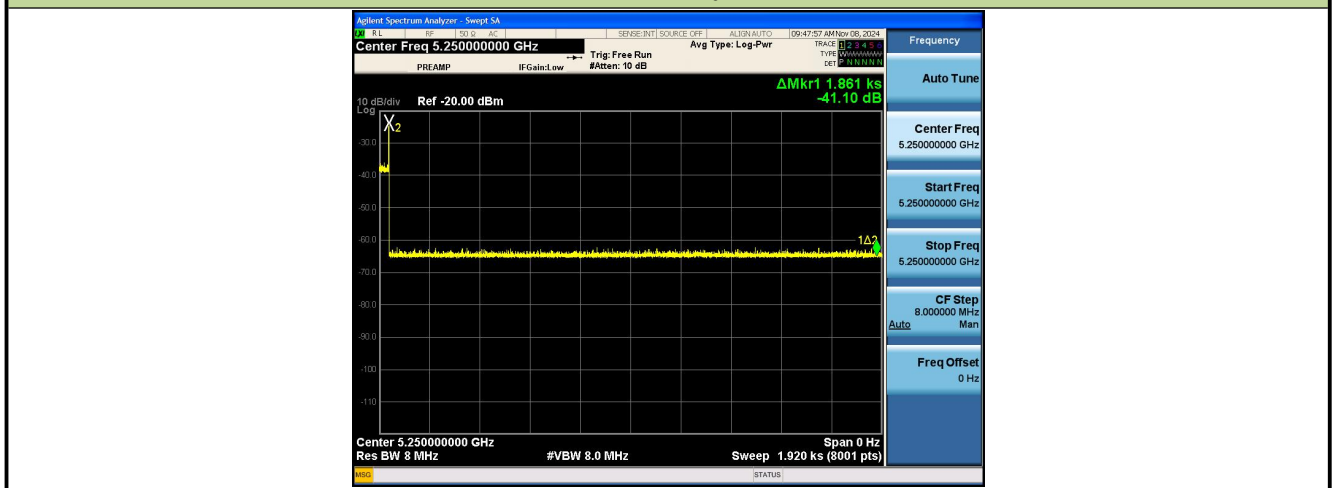 Agilent Spectrum Analyzer - Swept SA
RL RF 50 Ω AC SENSE:INT SOURCE OFF ALIGN AUTO 09:47:57 AM Nov 08, 2024
Center Freq 5.250000000 GHz
PREAMP IFGain:Low
Trig: Free Run
#Atten: 10 dB
Avg Type: Log-Pwr
TRACE 1 2 3 4 5 6
TYPE
DET P N N N N N
ΔMkr1 1.861 ks
-41.10 dB
10 dB/div Ref -20.00 dBm
Log
2
-30.0
-40.0
-50.0
-60.0
1Δ2
-70.0
-80.0
-90.0
-100
-110
Center 5.250000000 GHz Span 0 Hz
Res BW 8 MHz #VBW 8.0 MHz Sweep 1.920 ks (8001 pts)
MSG STATUS
Frequency
Auto Tune
Center Freq
5.250000000 GHz
Start Freq
5.250000000 GHz
Stop Freq
5.250000000 GHz
CF Step
8.000000 MHz
Auto Man
Freq Offset
0 Hz